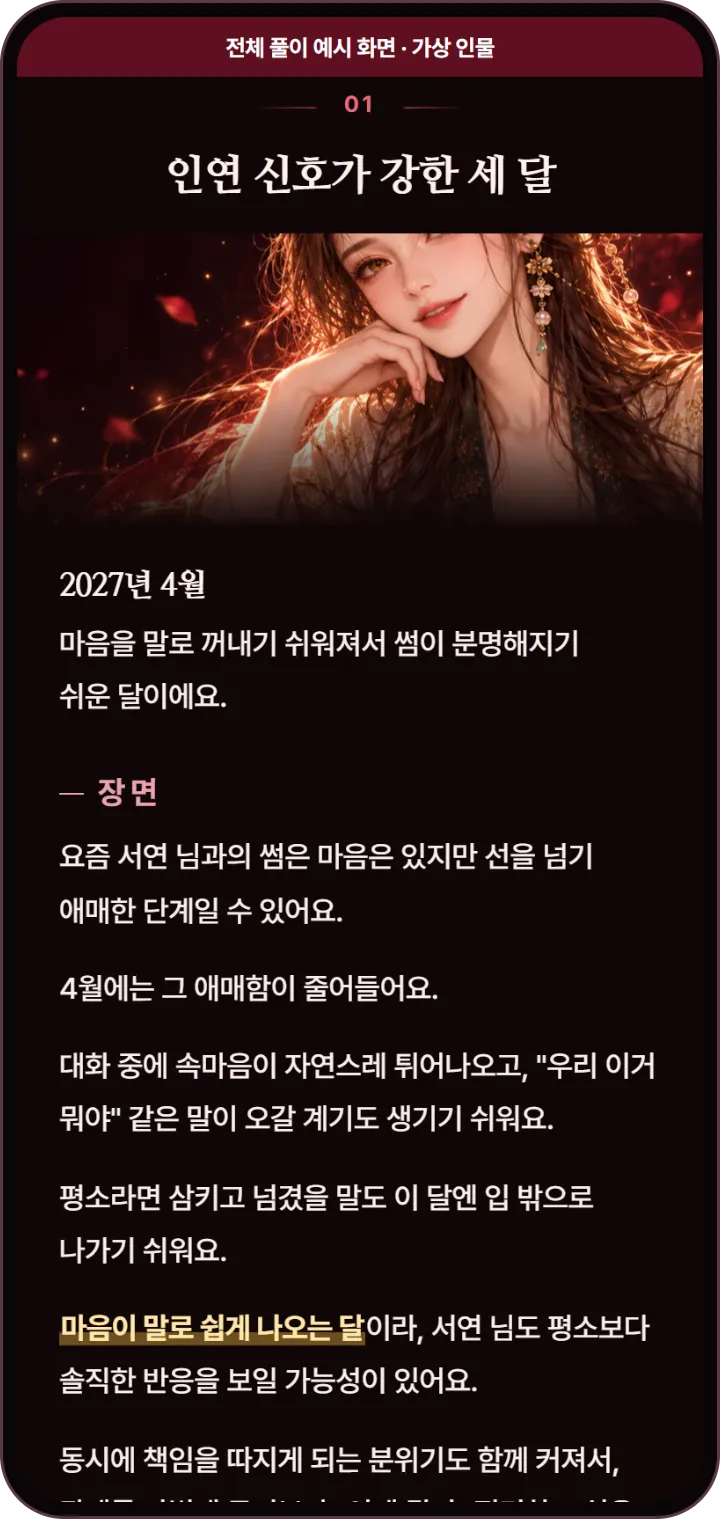 전체 풀이 예시 화면 · 가상 인물
01
인연 신호가 강한 세 달
2027년 4월
마음을 말로 꺼내기 쉬워져서 썸이 분명해지기
쉬운 달이에요.
— 장면
요즘 서연 님과의 썸은 마음은 있지만 선을 넘기
애매한 단계일 수 있어요.
4월에는 그 애매함이 줄어들어요.
대화 중에 속마음이 자연스레 튀어나오고, "우리 이거
뭐야" 같은 말이 오갈 계기도 생기기 쉬워요.
평소라면 삼키고 넘겼을 말도 이 달엔 입 밖으로
나가기 쉬워요.
마음이 말로 쉽게 나오는 달이라, 서연 님도 평소보다
솔직한 반응을 보일 가능성이 있어요.
동시에 책임을 따지게 되는 분위기도 함께 커져서,